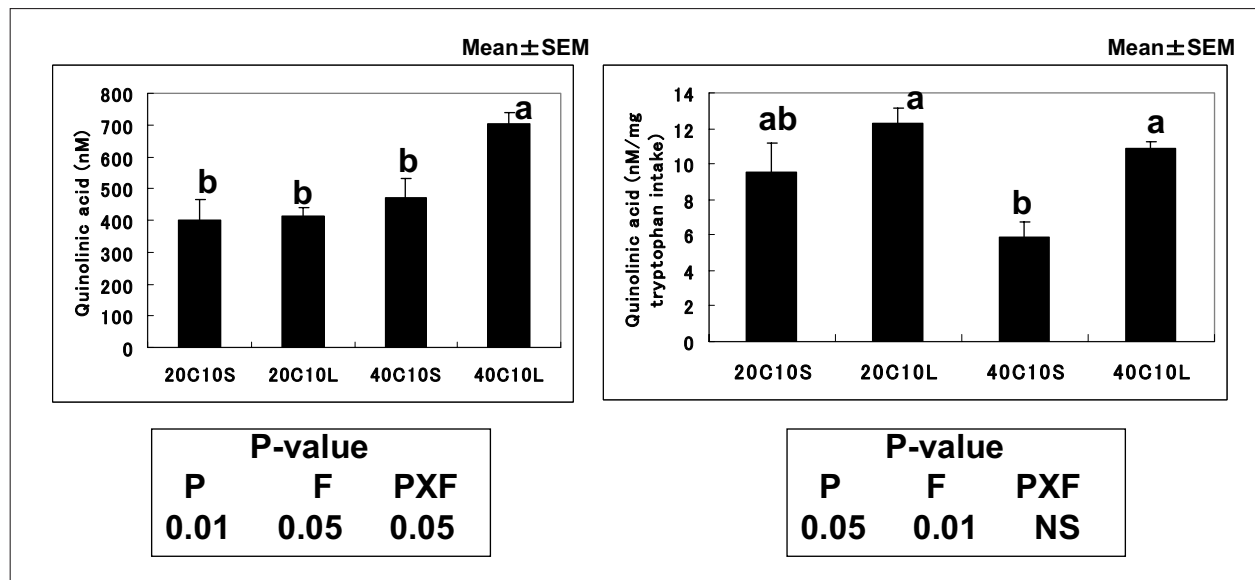 Mean±SEM
800
700
600
500
400
300
200
100
0
Quinolinic acid (nM)
b
b
b
a
20C10S 20C10L 40C10S 40C10L
P-value
P F PXF
0.01 0.05 0.05
Mean±SEM
14
12
10
8
6
4
2
0
Quinolinic acid (nM/mg
tryptophan intake)
ab
a
b
a
20C10S 20C10L 40C10S 40C10L
P-value
P F PXF
0.05 0.01 NS